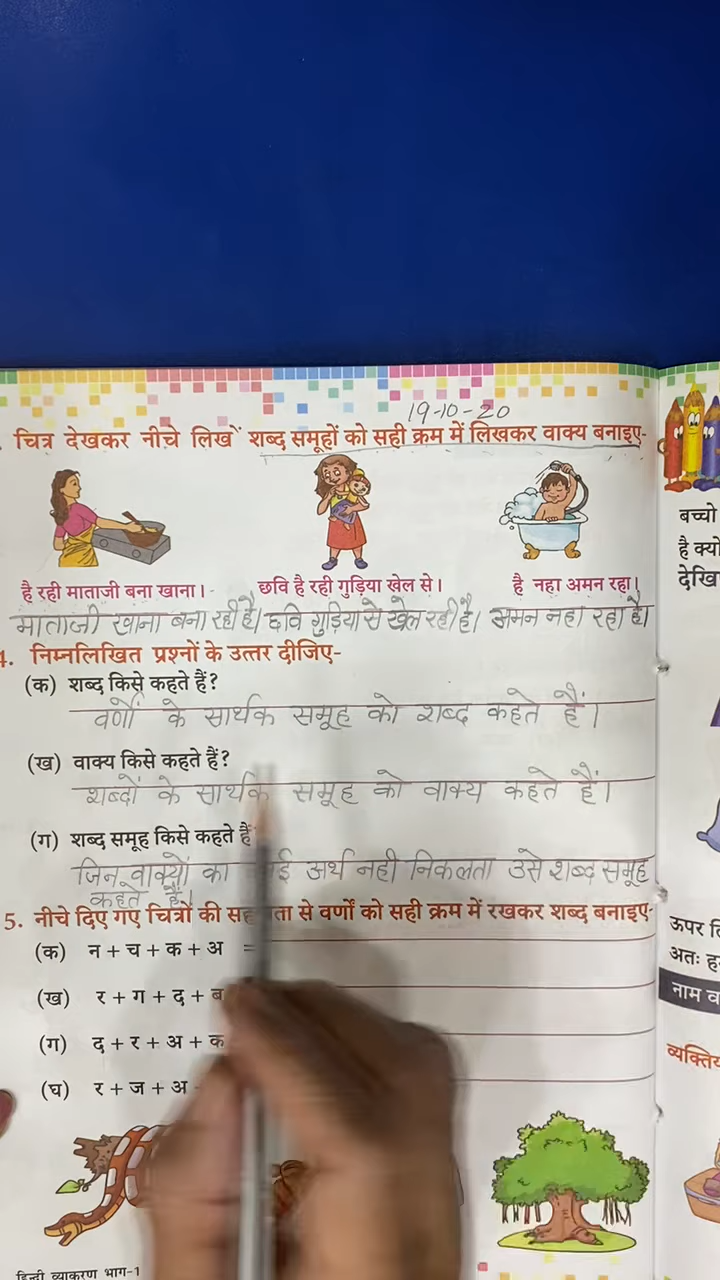 19-10-20
चित्र देखकर नीचे लिखें शब्द समूहों को सही क्रम में लिखकर वाक्य बनाइए-
है रही माताजी बना खाना। छवि है रही गुड़िया खेल से। है नहा अमन रहा।
माताजी खाना बना रही है। छवि गुड़िया से खेल रही है। अमन नहा रहा है।
4. निम्नलिखित प्रश्नों के उत्तर दीजिए-
(क) शब्द किसे कहते हैं?
वर्णों के सार्थक समूह को शब्द कहते हैं।
(ख) वाक्य किसे कहते हैं?
शब्दों के सार्थक समूह को वाक्य कहते हैं।
(ग) शब्द समूह किसे कहते हैं
जिन वाक्यों का अर्थ नही निकलता उसे शब्द समूह
कहते हैं।
5. नीचे दिए गए चित्रों की से वर्णों को सही क्रम में रखकर शब्द बनाइए-
(क) न + च + क + अ =
(ख) र + ग + द + ब
(ग) द + र + अ + क
(घ) र + ज + अ
हिन्दी व्याकरण भाग-1
बच्चो
है
देखि
ऊपर
अतः
नाम